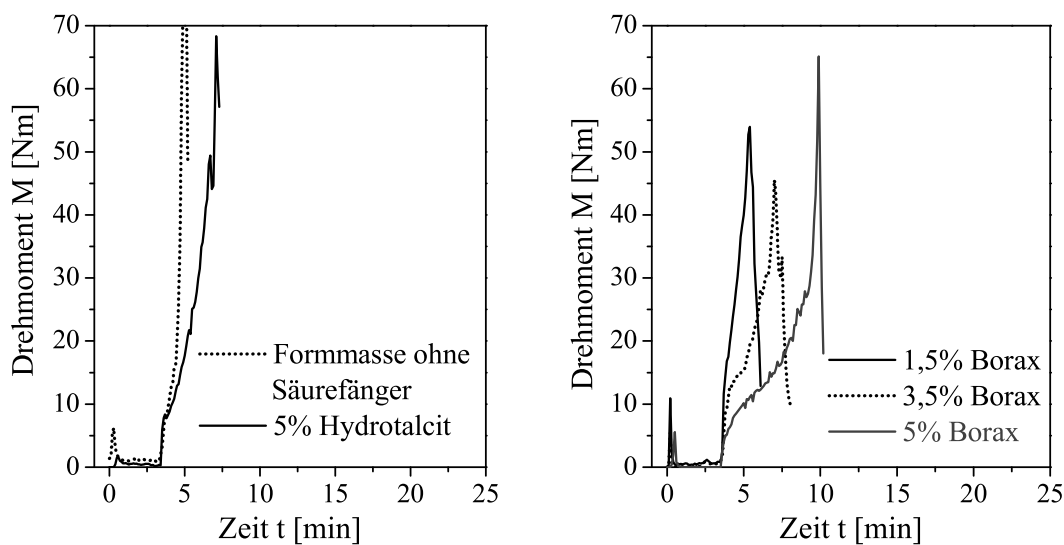 70
60
50
40
30
20
10
0
0 5 10 15 20 25
Drehmoment M [Nm]
Zeit t [min]
Formmasse ohne
Säurefänger
5% Hydrotalcit
70
60
50
40
30
20
10
0
0 5 10 15 20 25
Drehmoment M [Nm]
Zeit t [min]
1,5% Borax
3,5% Borax
5% Borax